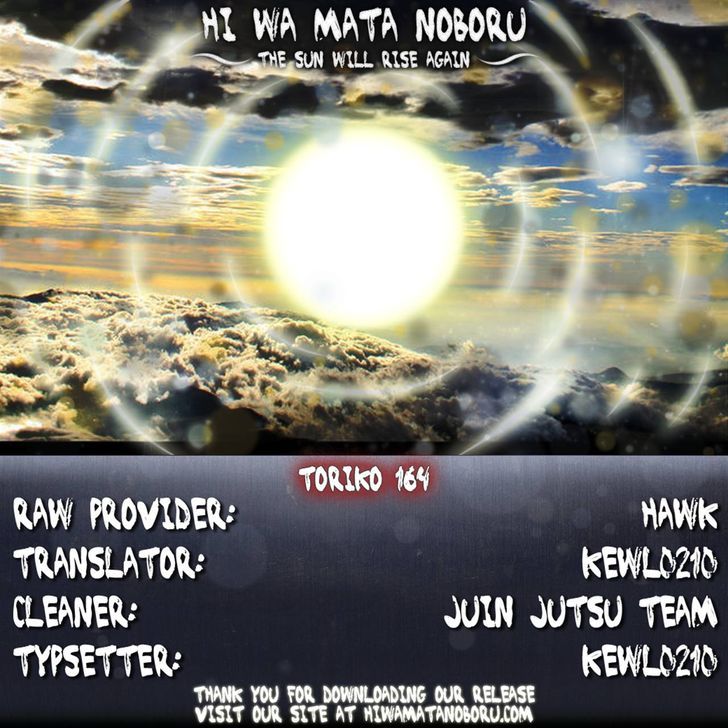 HI WA MATA NOBORU
THE SUN WILL RISE AGAIN
TORIKO 164
RAW PROVIDER: HAWK
TRANSLATOR: KEWL0210
CLEANER: JUIN JUTSU TEAM
TYPSETTER: KEWL0210
THANK YOU FOR DOWNLOADING OUR RELEASE
VISIT OUR SITE AT HIWAMATANOBORU.COM